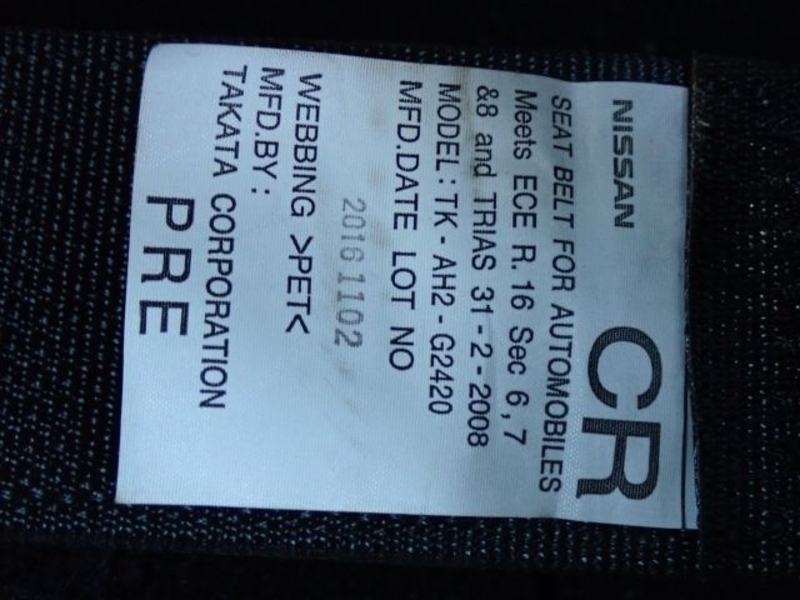 NISSAN CR
SEAT BELT FOR AUTOMOBILES
Meets ECE R. 16 Sec 6,7
&8 and TRIAS 31-2-2008
MODEL : TK - AH2 - G2420
MFD.DATE LOT NO
20161102
WEBBING >PET<
MFD.BY :
TAKATA CORPORATION
PRE